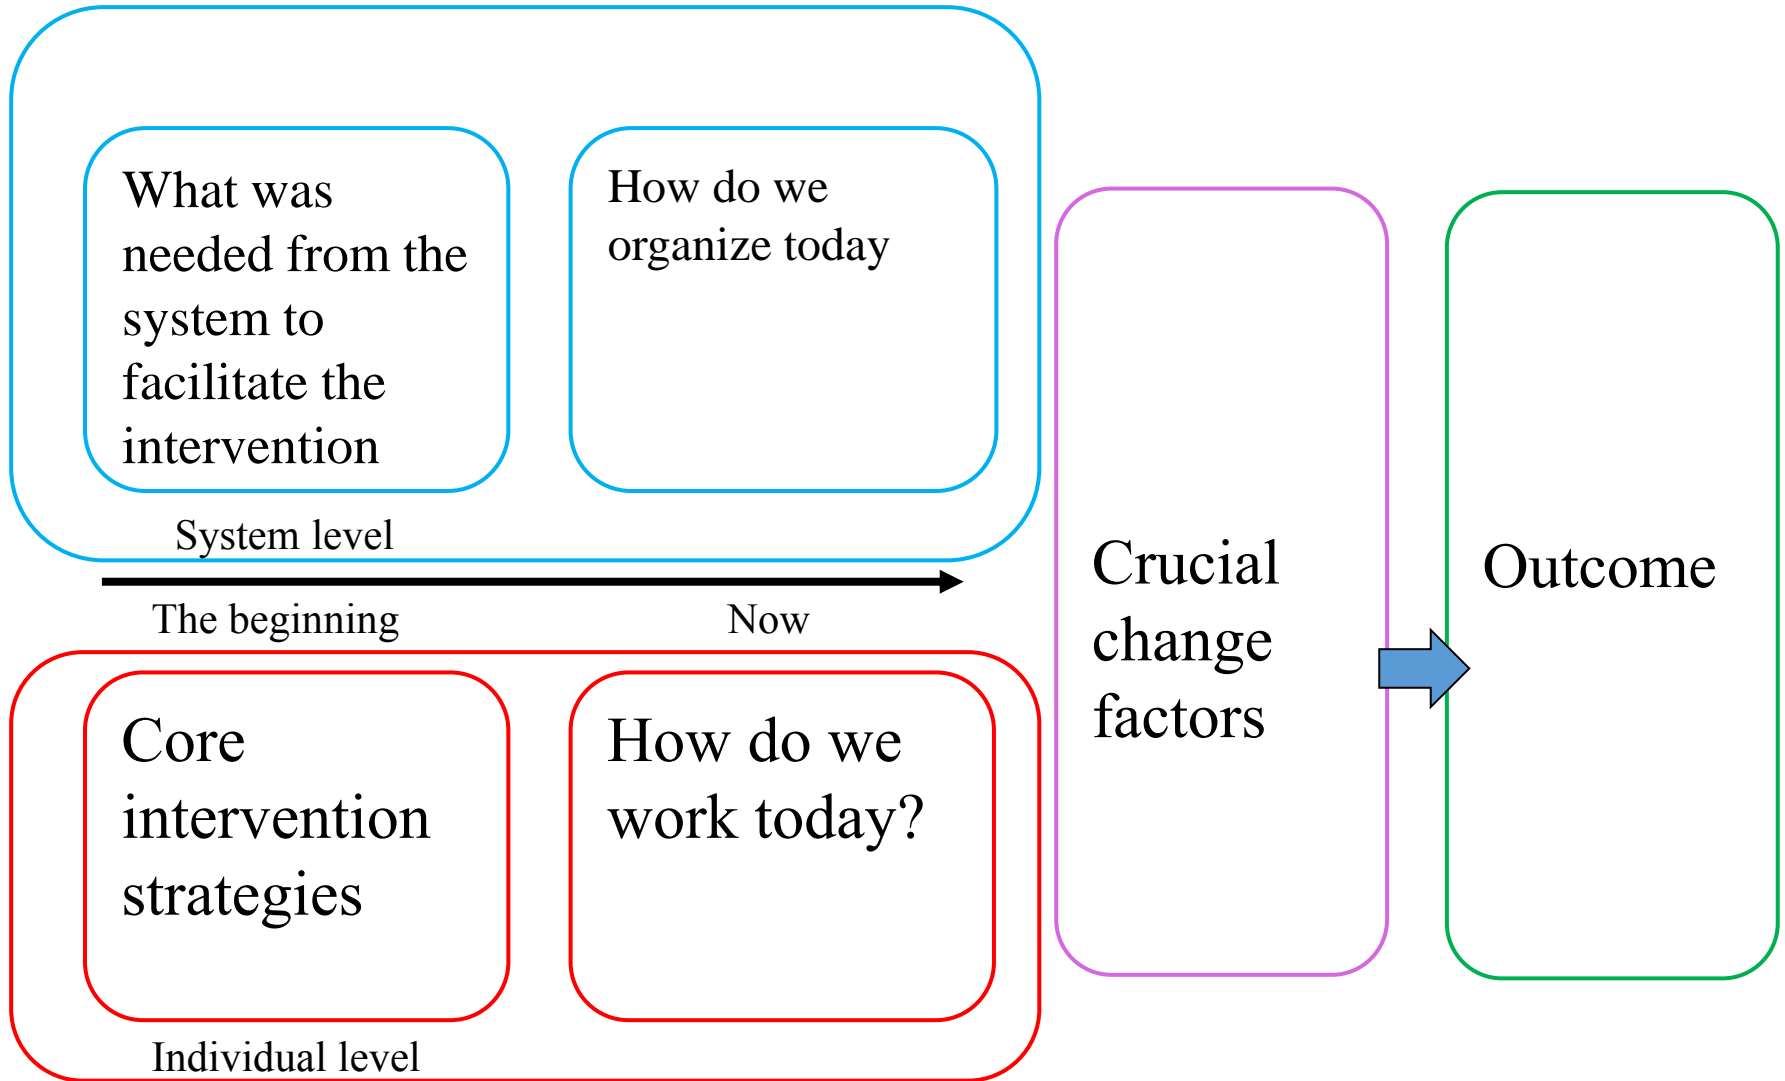 What was
needed from the
system to
facilitate the
intervention
How do we
organize today
System level
The beginning
Now
Core
intervention
strategies
How do we
work today?
Individual level
Crucial
change
factors
Outcome